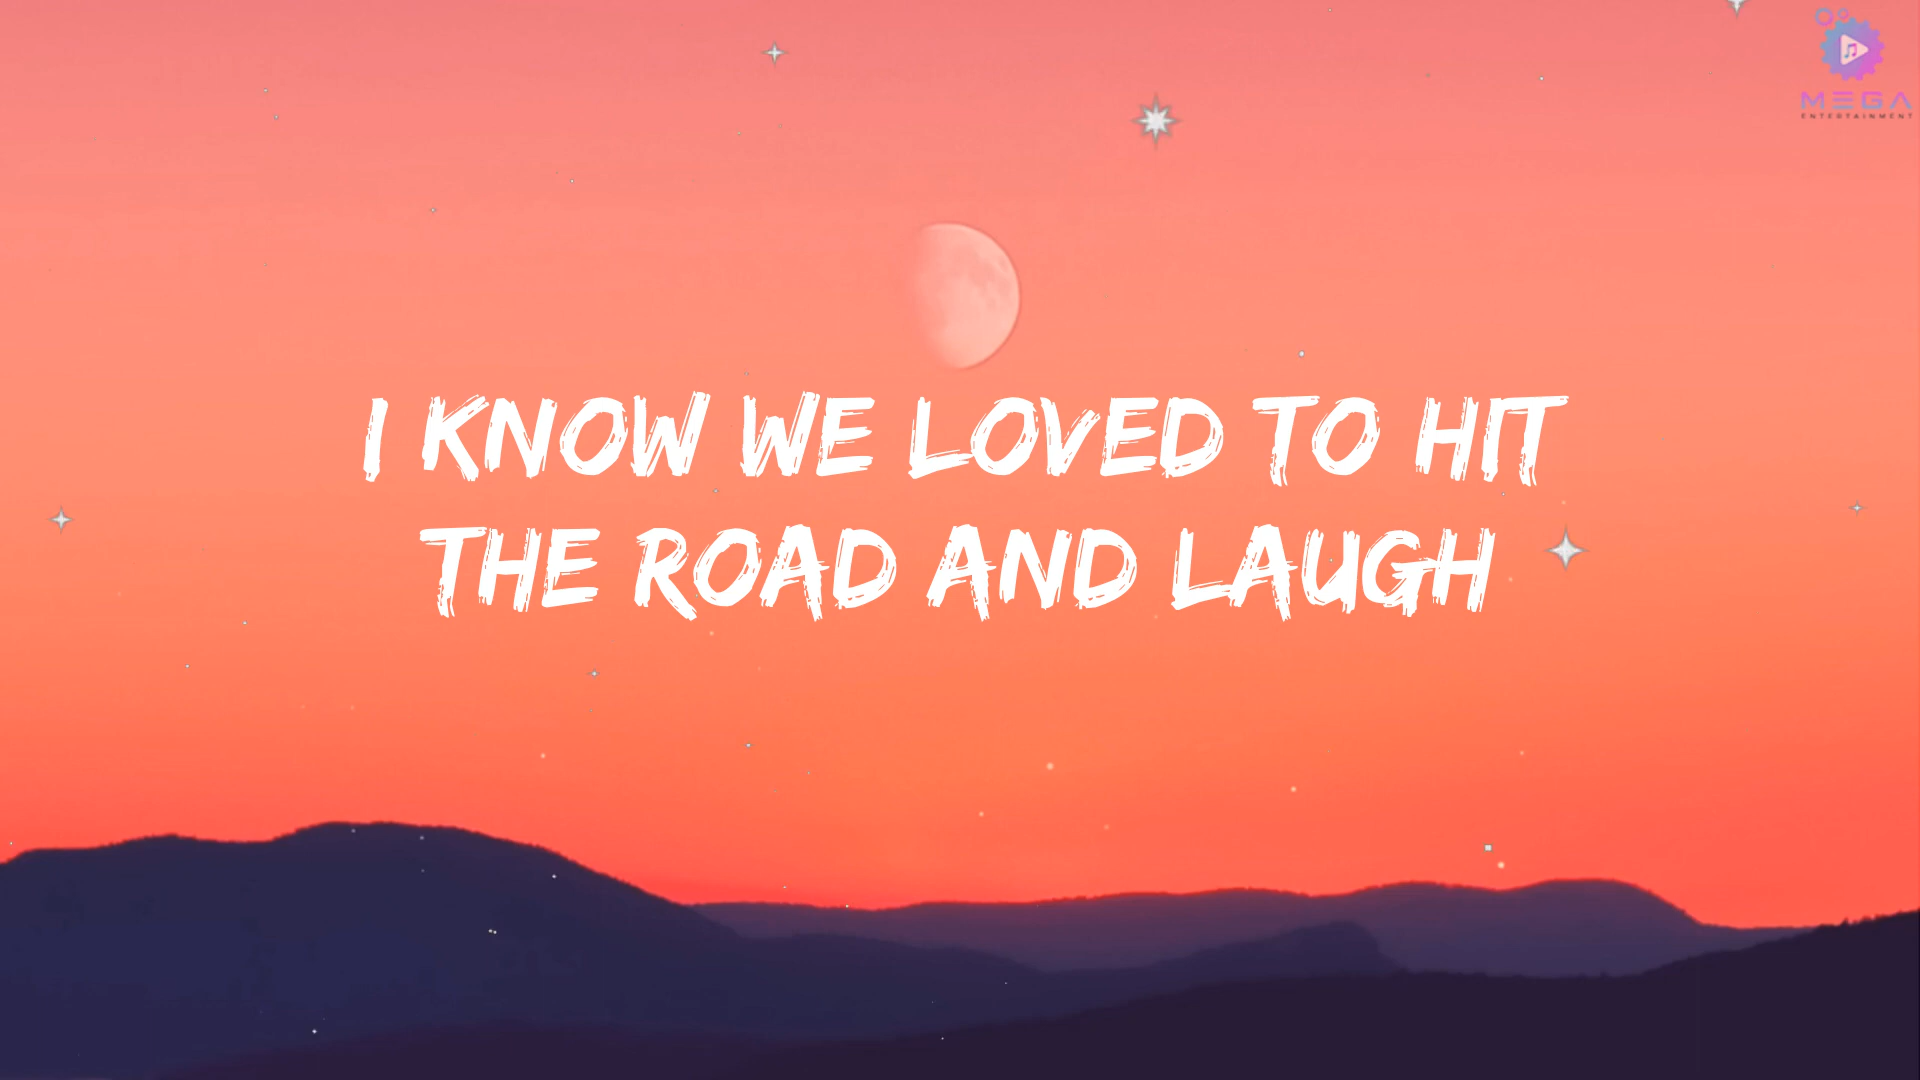 MEGA
ENTERTAINMENT
I KNOW WE LOVED TO HIT
THE ROAD AND LAUGH